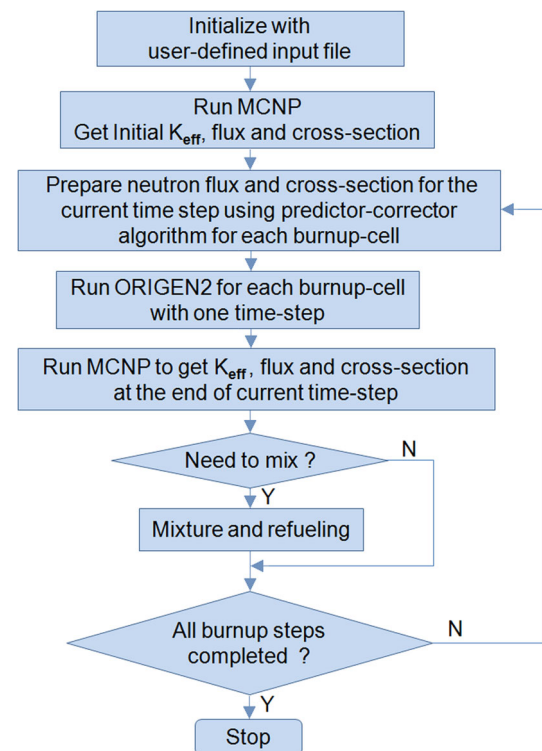 Initialize with
user-defined input file
Run MCNP
Get Initial Keff, flux and cross-section
Prepare neutron flux and cross-section for the
current time step using predictor-corrector
algorithm for each burnup-cell
Run ORIGEN2 for each burnup-cell
with one time-step
Run MCNP to get Keff, flux and cross-section
at the end of current time-step
Need to mix ?
N
Y
Mixture and refueling
All burnup steps
completed ?
N
Y
Stop